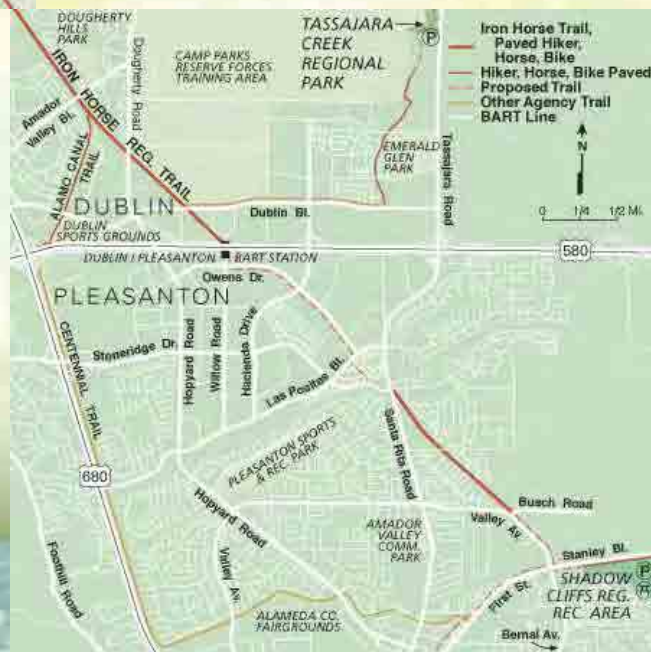 DOUGHERTY
HILLS
PARK
Dougherty Road
CAMP PARKS
RESERVE FORCES
TRAINING AREA
TASSAJARA
CREEK
REGIONAL
PARK
P
Iron Horse Trail,
Paved Hiker,
Horse, Bike
Hiker, Horse, Bike Paved
Proposed Trail
Other Agency Trail
BART Line
N
0 1/4 1/2 Mi.
IRON HORSE REG. TRAIL
Amador
Valley Bl.
ALAMO CANAL
TRAIL
EMERALD
GLEN
PARK
Tassajara Road
DUBLIN
Dublin Bl.
DUBLIN
SPORTS GROUNDS
DUBLIN / PLEASANTON BART STATION
580
Owens Dr.
PLEASANTON
CENTENNIAL TRAIL
Stoneridge Dr.
Hopyard Road
Willow Road
Hacienda Drive
Las Positas Bl.
Santa Rita Road
PLEASANTON SPORTS
& REC. PARK
680
Hopyard Road
Busch Road
Valley Av.
AMADOR
VALLEY
COMM.
PARK
Stanley Bl.
Foothill Road
Valley Av.
First St.
SHADOW
CLIFFS REG.
REC. AREA
P
ALAMEDA CO.
FAIRGROUNDS
Bernal Av.